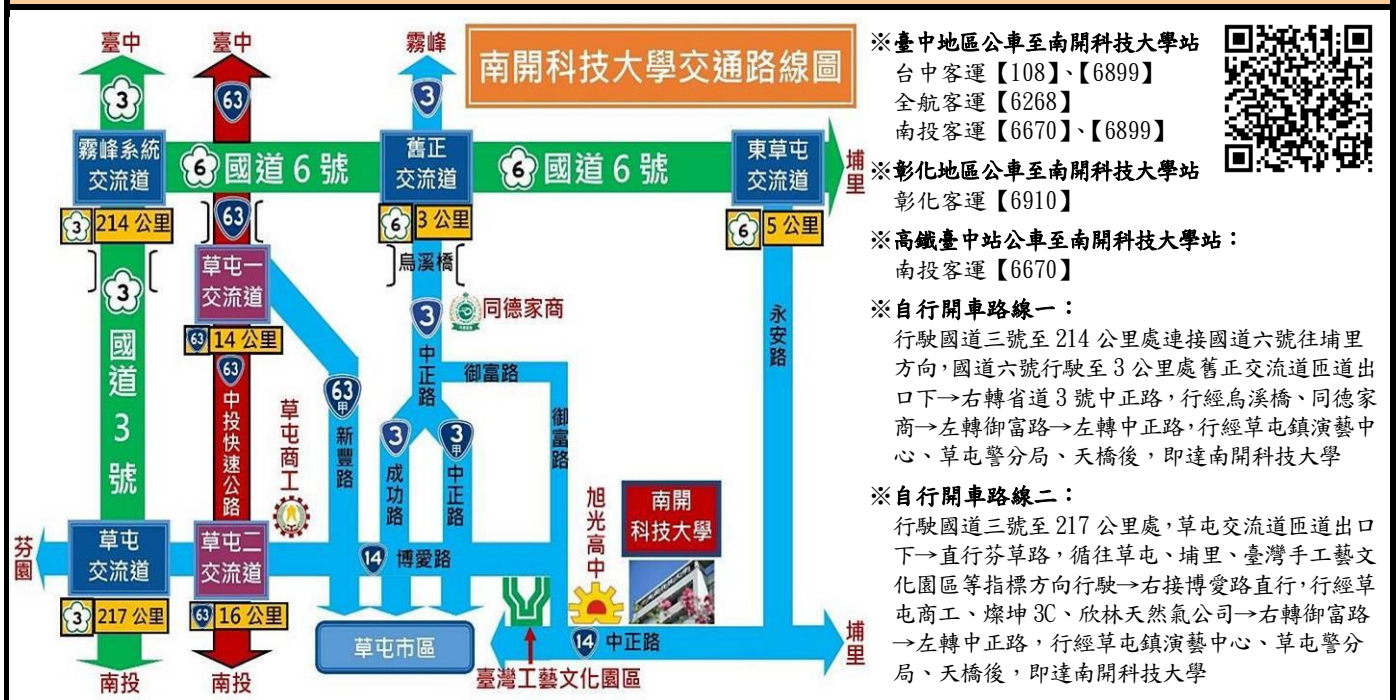 南開科技大學交通路線圖
臺中
臺中
霧峰
3
63
3
霧峰系統
交流道
6 國道 6 號
舊正
交流道
6 國道 6 號
東草屯
交流道
埔里
3 214 公里
63
6 3 公里
6 5 公里
烏溪橋
3
草屯一
交流道
63 14 公里
國道3號
63
中投快速公路
草屯商工
63甲
新豐路
3
中正路
同德家商
御富路
御富路
永安路
3
成功路
3甲
中正路
旭光高中
南開
科技大學
芬園
草屯
交流道
草屯二
交流道
14 博愛路
3 217 公里
63 16 公里
草屯市區
14 中正路
埔里
臺灣工藝文化園區
南投
南投
※臺中地區公車至南開科技大學站
台中客運【108】、【6899】
全航客運【6268】
南投客運【6670】、【6899】
※彰化地區公車至南開科技大學站
彰化客運【6910】
※高鐵臺中站公車至南開科技大學站：
南投客運【6670】
※自行開車路線一：
行駛國道三號至 214 公里處連接國道六號往埔里
方向，國道六號行駛至 3 公里處舊正交流道匝道出
口下→右轉省道 3 號中正路，行經烏溪橋、同德家
商→左轉御富路→左轉中正路，行經草屯鎮演藝中
心、草屯警分局、天橋後，即達南開科技大學
※自行開車路線二：
行駛國道三號至 217 公里處，草屯交流道匝道出口
下→直行芬草路，循往草屯、埔里、臺灣手工藝文
化園區等指標方向行駛→右接博愛路直行，行經草
屯商工、燦坤 3C、欣林天然氣公司→右轉御富路
→左轉中正路，行經草屯鎮演藝中心、草屯警分
局、天橋後，即達南開科技大學